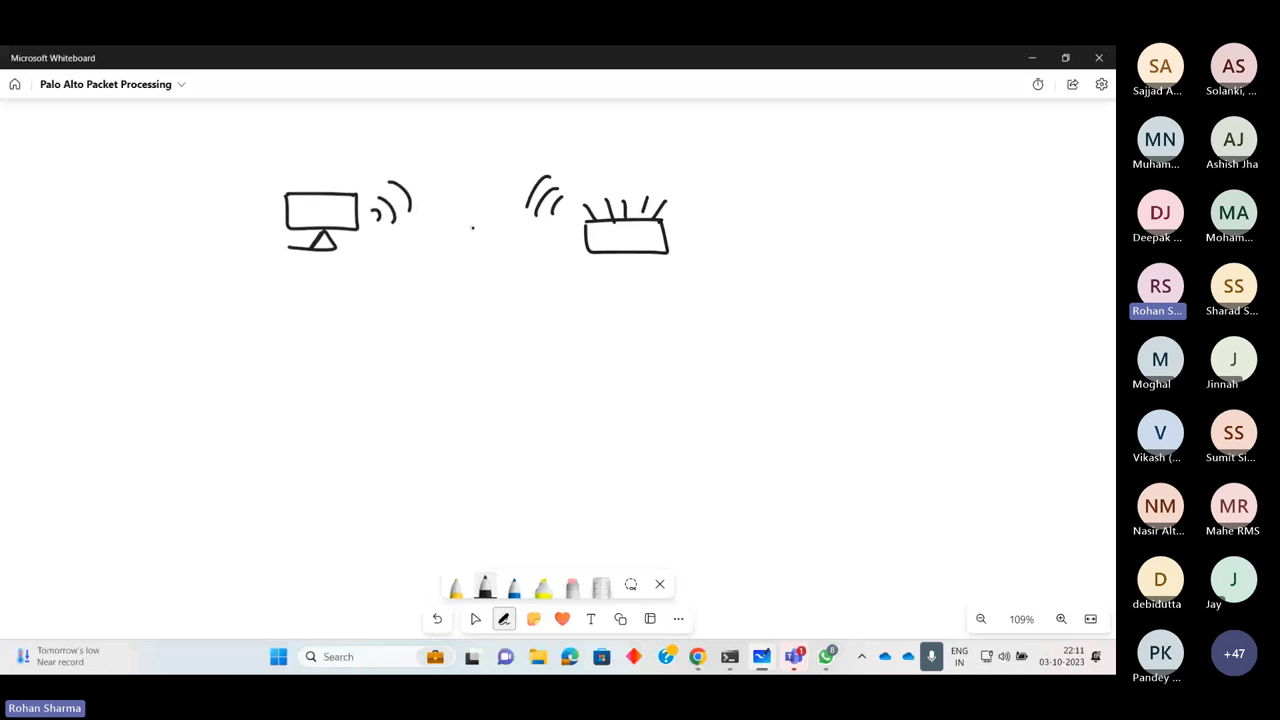 Microsoft Whiteboard
Palo Alto Packet Processing
SA
Sajjad A...
AS
Solanki, ...
MN
Muham...
AJ
Ashish Jha
DJ
Deepak ...
MA
Moham...
RS
Rohan S...
SS
Sharad S...
M
Moghal
J
Jinnah
V
Vikash (...
SS
Sumit Si...
NM
Nasir Alt...
MR
Mahe RMS
D
debidutta
J
Jay
PK
Pandey ...
+47
T
109%
Tomorrow's low
Near record
Search
1
8
ENG
IN
22:11
03-10-2023
Rohan Sharma